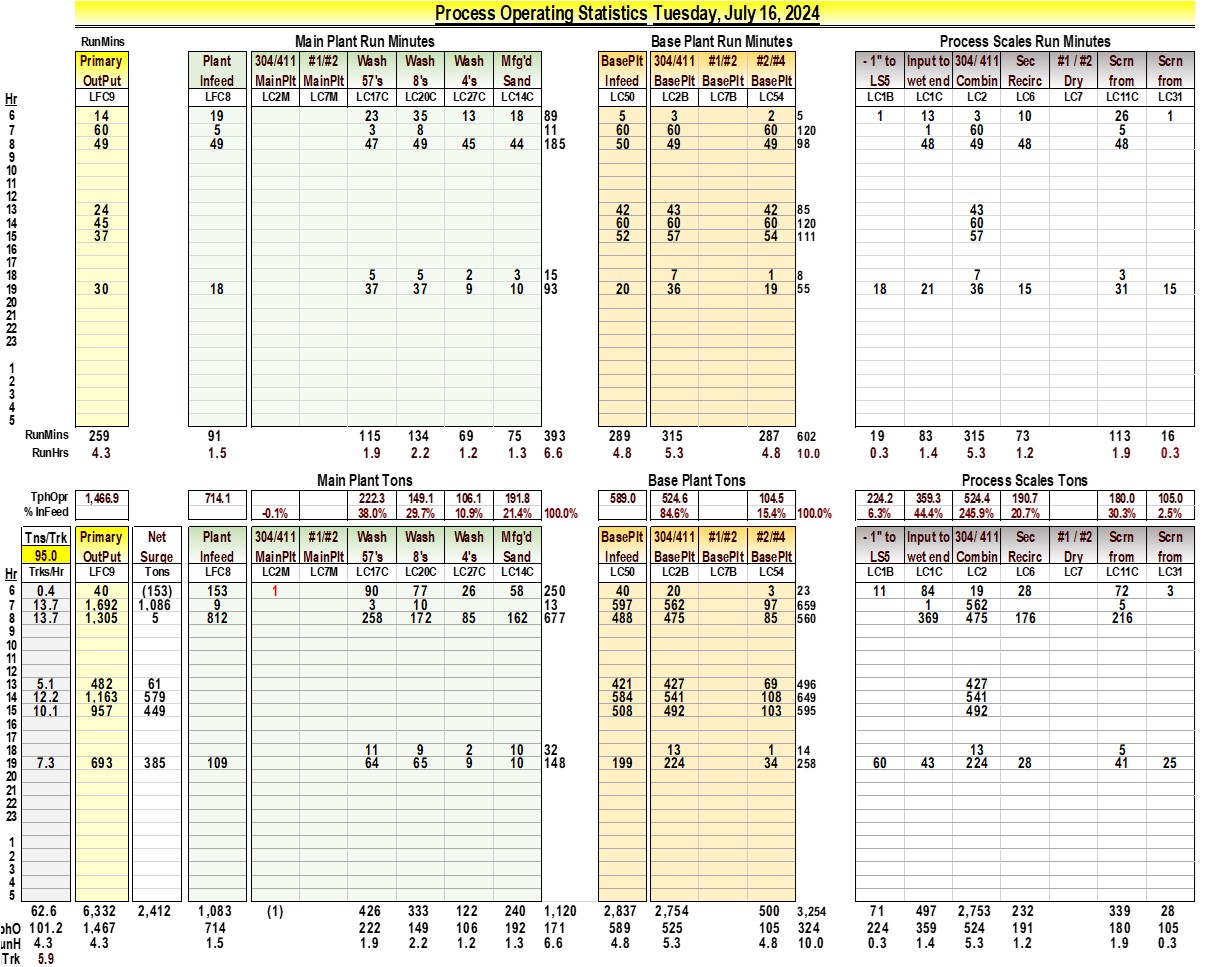 Process Operating Statistics Tuesday, July 16, 2024
RunMins Main Plant Run Minutes Base Plant Run Minutes Process Scales Run Minutes
Primary Plant 304/411 #1/#2 Wash Wash Wash Mfg'd BasePlt 304/411 #1/#2 #2/#4 - 1" to Input to 304/ 411 Sec #1 / #2 Scrn Scrn
OutPut Infeed MainPlt MainPlt 57's 8's 4's Sand Infeed BasePlt BasePlt BasePlt LS5 wet end Combin Recirc Dry from from
Hr LFC9 LFC8 LC2M LC7M LC17C LC20C LC27C LC14C LC50 LC2B LC7B LC54 LC1B LC1C LC2 LC6 LC7 LC11C LC31
6 14 19 23 35 13 18 89 5 3 2 5 1 13 3 10 26 1
7 60 5 3 8 11 60 60 60 120 1 60 5
8 49 49 47 49 45 44 185 50 49 49 98 48 49 48 48
9
10
11
12
13 24 42 43 42 85 43
14 45 60 60 60 120 60
15 37 52 57 54 111 57
16
17
18 5 5 2 3 15 7 1 8 7 3
19 30 18 37 37 9 10 93 20 36 19 55 18 21 36 15 31 15
20
21
22
23
1
2
3
4
5
RunMins 259 91 115 134 69 75 393 289 315 287 602 19 83 315 73 113 16
RunHrs 4.3 1.5 1.9 2.2 1.2 1.3 6.6 4.8 5.3 4.8 10.0 0.3 1.4 5.3 1.2 1.9 0.3
Main Plant Tons Base Plant Tons Process Scales Tons
TphOpr 1,466.9 714.1 222.3 149.1 106.1 191.8 589.0 524.6 104.5 224.2 359.3 524.4 190.7 180.0 105.0
% InFeed -0.1% 38.0% 29.7% 10.9% 21.4% 100.0% 84.6% 15.4% 100.0% 6.3% 44.4% 245.9% 20.7% 30.3% 2.5%
Tns/Trk Primary Net Plant 304/411 #1/#2 Wash Wash Wash Mfg'd BasePlt 304/411 #1/#2 #2/#4 - 1" to Input to 304/ 411 Sec #1 / #2 Scrn Scrn
95.0 OutPut Surge Infeed MainPlt MainPlt 57's 8's 4's Sand Infeed BasePlt BasePlt BasePlt LS5 wet end Combin Recirc Dry from from
Hr Trks/Hr LFC9 Tons LFC8 LC2M LC7M LC17C LC20C LC27C LC14C LC50 LC2B LC7B LC54 LC1B LC1C LC2 LC6 LC7 LC11C LC31
6 0.4 40 (153) 153 1 90 77 26 58 250 40 20 3 23 11 84 19 28 72 3
7 13.7 1,692 1,086 9 3 10 13 597 562 97 659 1 562 5
8 13.7 1,305 5 812 258 172 85 162 677 488 475 85 560 369 475 176 216
9
10
11
12
13 5.1 482 61 421 427 69 496 427
14 12.2 1,163 579 584 541 108 649 541
15 10.1 957 449 508 492 103 595 492
16
17
18 11 9 2 10 32 13 1 14 13 5
19 7.3 693 385 109 64 65 9 10 148 199 224 34 258 60 43 224 28 41 25
20
21
22
23
1
2
3
4
5
62.6 6,332 2,412 1,083 (1) 426 333 122 240 1,120 2,837 2,754 500 3,254 71 497 2,753 232 339 28
phO 101.2 1,467 714 222 149 106 192 171 589 525 105 324 224 359 524 191 180 105
unH 4.3 4.3 1.5 1.9 2.2 1.2 1.3 6.6 4.8 5.3 4.8 10.0 0.3 1.4 5.3 1.2 1.9 0.3
Trk 5.9